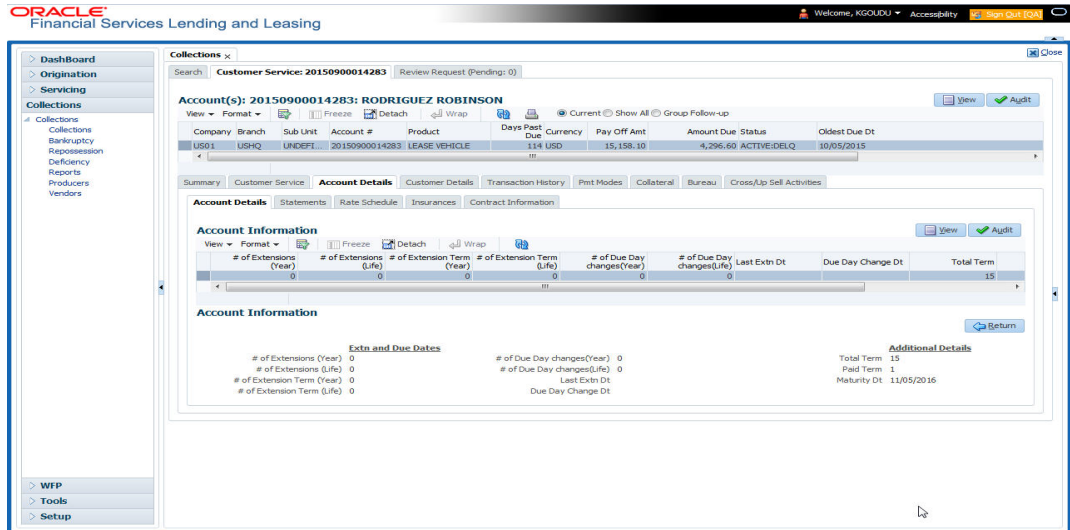 ORACLE
Financial Services Lending and Leasing
Welcome, KGOUDU
Accessibility
Sign Out [QA]
Close
DashBoard
Origination
Servicing
Collections
Collections
Collections
Bankruptcy
Repossession
Deficiency
Reports
Producers
Vendors
WFP
Tools
Setup
Collections x
Search Customer Service: 20150900014283 Review Request (Pending: 0)
Account(s): 20150900014283: RODRIGUEZ ROBINSON
View Audit
View Format Freeze Detach Wrap Current Show All Group Follow-up
Company Branch Sub Unit Account # Product Days Past Due Currency Pay Off Amt Amount Due Status Oldest Due Dt
US01 USHQ UNDEFI... 20150900014283 LEASE VEHICLE 114 USD 15,158.10 4,296.60 ACTIVE:DELQ 10/05/2015
Summary Customer Service Account Details Customer Details Transaction History Pmt Modes Collateral Bureau Cross/Up Sell Activities
Account Details Statements Rate Schedule Insurances Contract Information
Account Information
View Audit
View Format Freeze Detach Wrap
# of Extensions (Year) # of Extensions (Life) # of Extension Term (Year) # of Extension Term (Life) # of Due Day changes(Year) # of Due Day changes(Life) Last Extn Dt Due Day Change Dt Total Term
0 0 0 0 0 0 15
Account Information
Return
Extn and Due Dates Additional Details
# of Extensions (Year) 0 # of Due Day changes(Year) 0 Total Term 15
# of Extensions (Life) 0 # of Due Day changes(Life) 0 Paid Term 1
# of Extension Term (Year) 0 Last Extn Dt Maturity Dt 11/05/2016
# of Extension Term (Life) 0 Due Day Change Dt